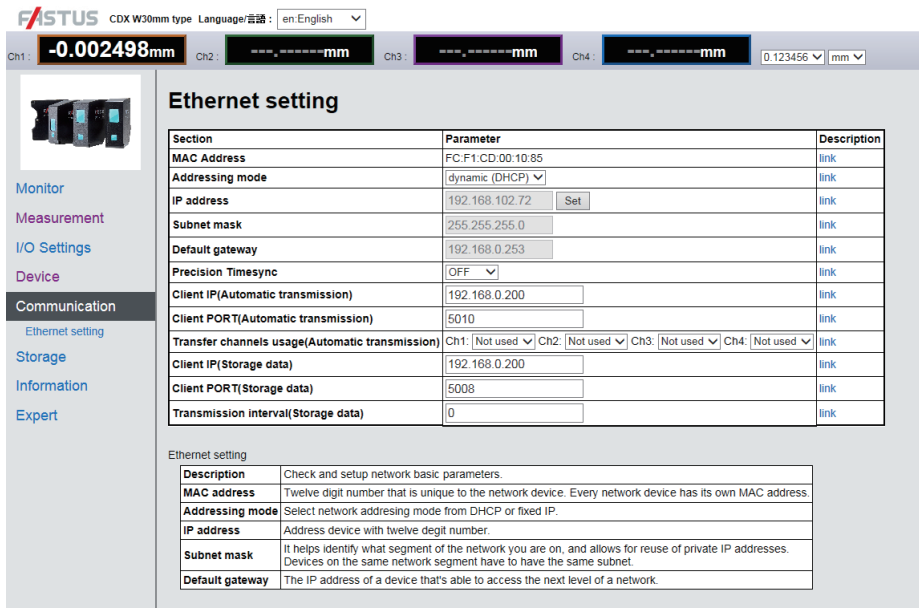 FASTUS CDX W30mm type Language/言語 : en:English
Ch1 : -0.002498mm Ch2 : ---.------mm Ch3 : ---.------mm Ch4 : ---.------mm 0.123456 mm
Ethernet setting
Section Parameter Description
MAC Address FC:F1:CD:00:10:85 link
Addressing mode dynamic (DHCP) link
IP address 192.168.102.72 Set link
Subnet mask 255.255.255.0 link
Default gateway 192.168.0.253 link
Precision Timesync OFF link
Client IP(Automatic transmission) 192.168.0.200 link
Client PORT(Automatic transmission) 5010 link
Transfer channels usage(Automatic transmission) Ch1: Not used Ch2: Not used Ch3: Not used Ch4: Not used link
Client IP(Storage data) 192.168.0.200 link
Client PORT(Storage data) 5008 link
Transmission interval(Storage data) 0 link
Monitor
Measurement
I/O Settings
Device
Communication
Ethernet setting
Storage
Information
Expert
Ethernet setting
Description Check and setup network basic parameters.
MAC address Twelve digit number that is unique to the network device. Every network device has its own MAC address.
Addressing mode Select network addresing mode from DHCP or fixed IP.
IP address Address device with twelve degit number.
Subnet mask It helps identify what segment of the network you are on, and allows for reuse of private IP addresses.
Devices on the same network segment have to have the same subnet.
Default gateway The IP address of a device that's able to access the next level of a network.